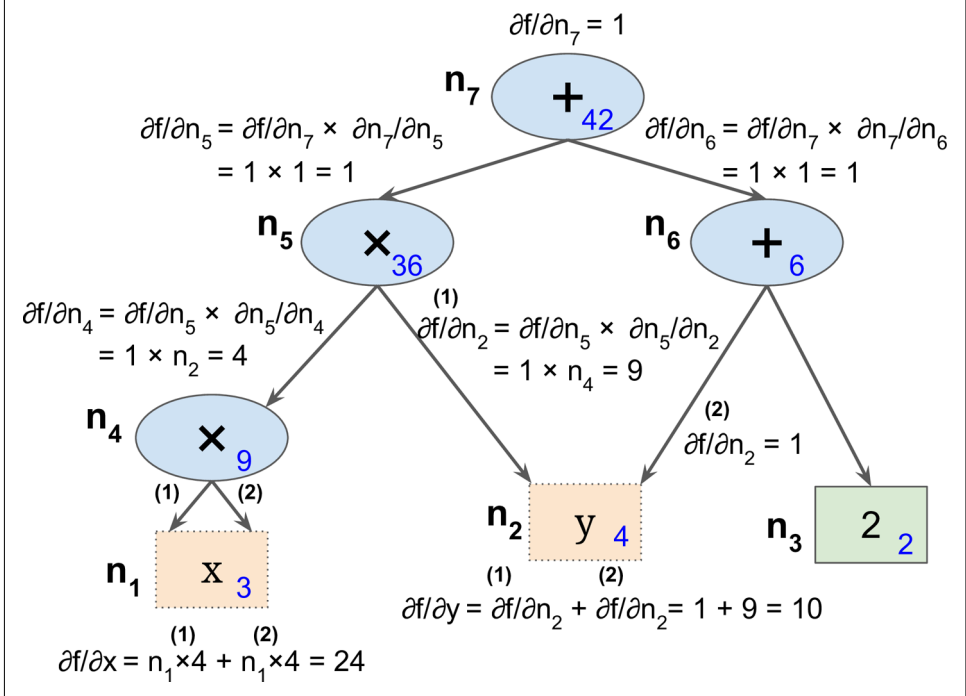 ∂f/∂n₇ = 1
n₇
+
42
∂f/∂n₅ = ∂f/∂n₇ × ∂n₇/∂n₅
= 1 × 1 = 1
∂f/∂n₆ = ∂f/∂n₇ × ∂n₇/∂n₆
= 1 × 1 = 1
n₅
×
36
n₆
+
6
∂f/∂n₄ = ∂f/∂n₅ × ∂n₅/∂n₄
= 1 × n₂ = 4
(1)
∂f/∂n₂ = ∂f/∂n₅ × ∂n₅/∂n₂
= 1 × n₄ = 9
(2)
∂f/∂n₂ = 1
n₄
×
9
(1) (2)
n₁
x 3
n₂
y 4
n₃
2 2
(1) (2)
∂f/∂y = ∂f/∂n₂ + ∂f/∂n₂= 1 + 9 = 10
(1) (2)
∂f/∂x = n₁×4 + n₁×4 = 24